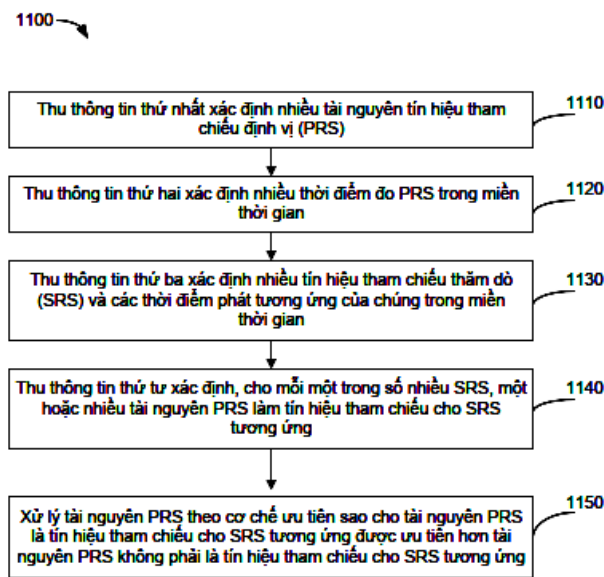 1100
Thu thông tin thứ nhất xác định nhiều tài nguyên tín hiệu tham
chiếu định vị (PRS)
1110
Thu thông tin thứ hai xác định nhiều thời điểm đo PRS trong miền
thời gian
1120
Thu thông tin thứ ba xác định nhiều tín hiệu tham chiếu thăm dò
(SRS) và các thời điểm phát tương ứng của chúng trong miền
thời gian
1130
Thu thông tin thứ tư xác định, cho mỗi một trong số nhiều SRS, một
hoặc nhiều tài nguyên PRS làm tín hiệu tham chiếu cho SRS
tương ứng
1140
Xử lý tài nguyên PRS theo cơ chế ưu tiên sao cho tài nguyên PRS
là tín hiệu tham chiếu cho SRS tương ứng được ưu tiên hơn tài
nguyên PRS không phải là tín hiệu tham chiếu cho SRS tương ứng
1150